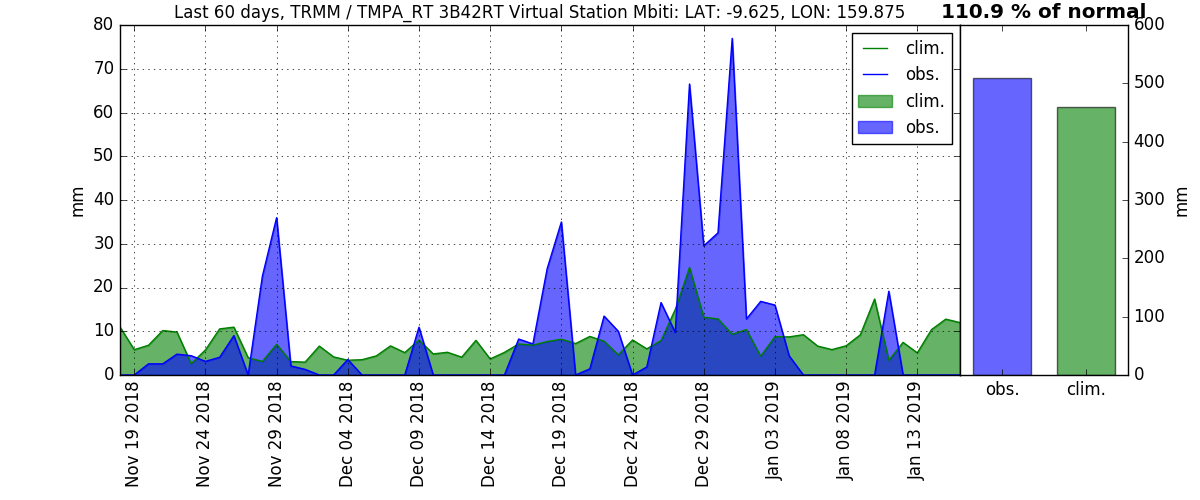 Last 60 days, TRMM / TMPA_RT 3B42RT Virtual Station Mbiti: LAT: -9.625, LON: 159.875
110.9 % of normal
80
70
60
50
40
30
20
10
0
mm
clim.
obs.
clim.
obs.
Nov 19 2018
Nov 24 2018
Nov 29 2018
Dec 04 2018
Dec 09 2018
Dec 14 2018
Dec 19 2018
Dec 24 2018
Dec 29 2018
Jan 03 2019
Jan 08 2019
Jan 13 2019
600
500
400
300
200
100
0
mm
obs.
clim.